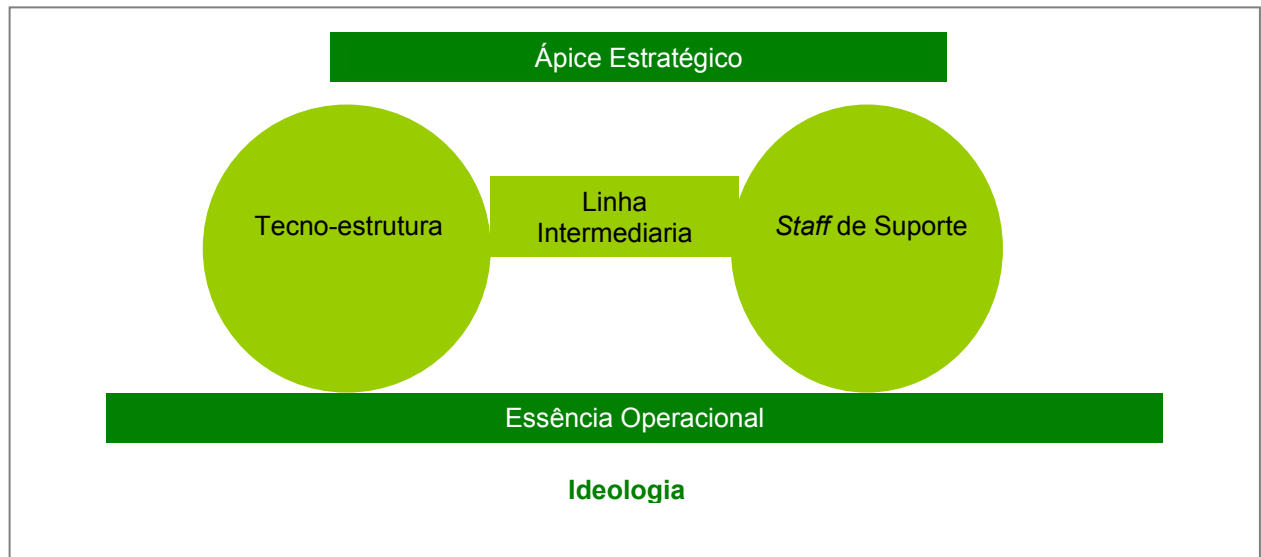 Ápice Estratégico
Tecno-estrutura
Linha
Intermediaria
Staff de Suporte
Essência Operacional
Ideologia